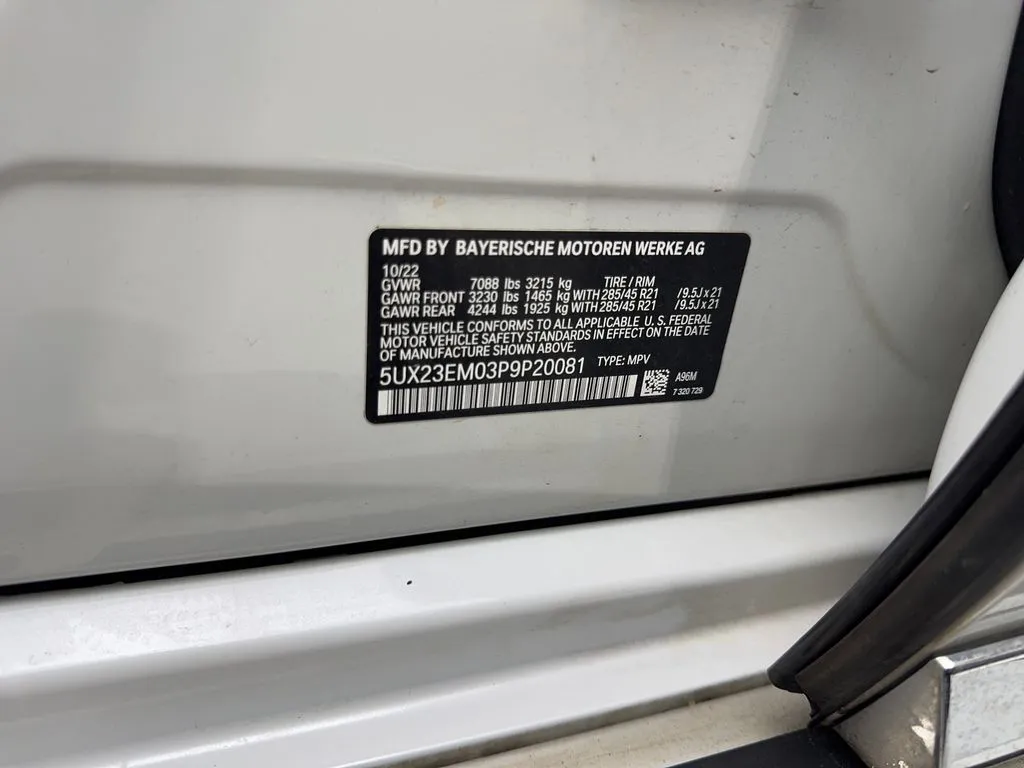 MFD BY BAYERISCHE MOTOREN WERKE AG
10/22
GVWR 7088 lbs 3215 kg TIRE / RIM
GAWR FRONT 3230 lbs 1465 kg WITH 285/45 R21 /9.5J x 21
GAWR REAR 4244 lbs 1925 kg WITH 285/45 R21 /9.5J x 21
THIS VEHICLE CONFORMS TO ALL APPLICABLE U. S. FEDERAL
MOTOR VEHICLE SAFETY STANDARDS IN EFFECT ON THE DATE
OF MANUFACTURE SHOWN ABOVE.
5UX23EM03P9P20081 TYPE: MPV
A96M
7 320 729